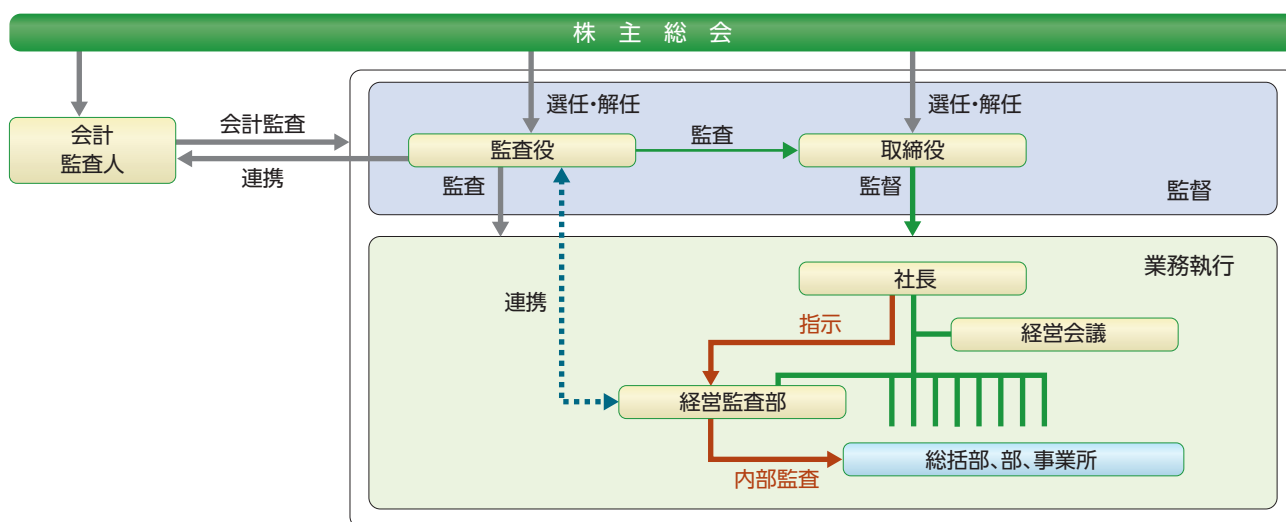 株主総会
選任・解任
選任・解任
会計
監査人
会計監査
連携
監査役
監査
取締役
監査
監督
監督
業務執行
社長
連携
指示
経営会議
経営監査部
総括部、部、事業所
内部監査